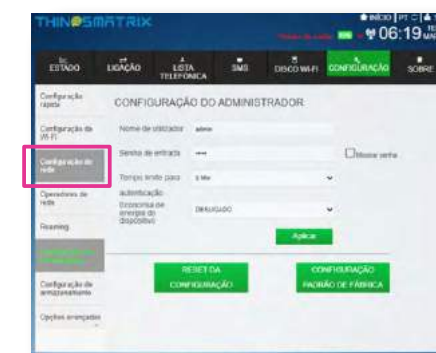 THINGSMATRIX
INÍCIO | PT
06:19
ESTADO
LIGAÇÃO
LISTA
TELEFÓNICA
SMS
DISCO WI-FI
CONFIGURAÇÃO
SOBRE
Configuração
rápida
Configuração de
Wi-Fi
Configuração de
rede
Operadores de
rede
Roaming
Configuração de
armazenamento
Opções avançadas
CONFIGURAÇÃO DO ADMINISTRADOR
Nome de utilizador
admin
Senha de entrada
Mostrar senha
Tempo limite para
autenticação
5 Min
Economia de
energia do
dispositivo
DESLIGADO
Aplicar
RESET DA
CONFIGURAÇÃO
CONFIGURAÇÃO
PADRÃO DE FÁBRICA